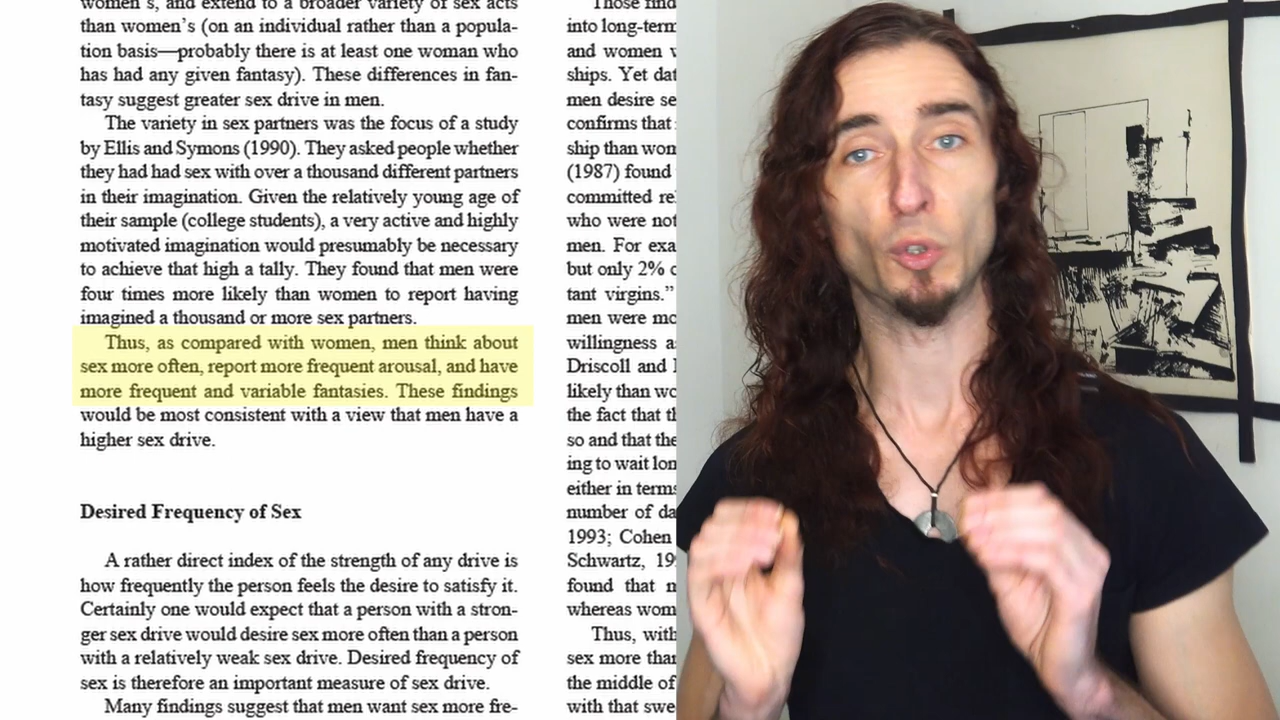 women's, and extend to a broader variety of sex acts
than women's (on an individual rather than a popula-
tion basis—probably there is at least one woman who
has had any given fantasy). These differences in fan-
tasy suggest greater sex drive in men.
The variety in sex partners was the focus of a study
by Ellis and Symons (1990). They asked people whether
they had had sex with over a thousand different partners
in their imagination. Given the relatively young age of
their sample (college students), a very active and highly
motivated imagination would presumably be necessary
to achieve that high a tally. They found that men were
four times more likely than women to report having
imagined a thousand or more sex partners.
Thus, as compared with women, men think about
sex more often, report more frequent arousal, and have
more frequent and variable fantasies. These findings
would be most consistent with a view that men have a
higher sex drive.
Desired Frequency of Sex
A rather direct index of the strength of any drive is
how frequently the person feels the desire to satisfy it.
Certainly one would expect that a person with a stron-
ger sex drive would desire sex more often than a person
with a relatively weak sex drive. Desired frequency of
sex is therefore an important measure of sex drive.
Many findings suggest that men want sex more fre-
Those find
into long-term
and women
ships. Yet dat
men desire se
confirms that
ship than won
(1987) found
committed re
who were not
men. For exa
but only 2%
tant virgins."
men were mo
willingness a
Driscoll and
likely than wo
the fact that th
so and that the
ing to wait lon
either in terms
number of da
1993; Cohen
Schwartz, 19
found that m
whereas wom
Thus, with
sex more than
the middle of
with that swe